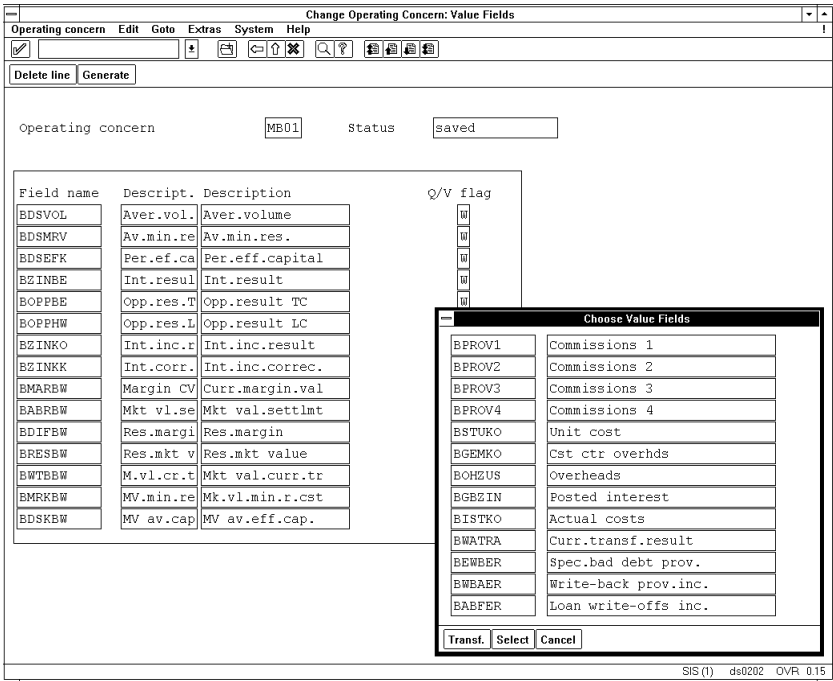 Change Operating Concern: Value Fields
Operating concern Edit Goto Extras System Help !
Delete line Generate
Operating concern MB01 Status saved
Field name Descript. Description Q/V flag
BDSVOL Aver.vol. Aver.volume W
BDSMRV Av.min.re Av.min.res. W
BDSEFK Per.ef.ca Per.eff.capital W
BZINBE Int.resul Int.result W
BOPPBE Opp.res.T Opp.result TC W
BOPPHW Opp.res.L Opp.result LC
BZINKO Int.inc.r Int.inc.result
BZINKK Int.corr. Int.inc.correc.
BMARBW Margin CV Curr.margin.val
BABRBW Mkt vl.se Mkt val.settlmt
BDIFBW Res.margi Res.margin
BRESBW Res.mkt v Res.mkt value
BWTBBW M.vl.cr.t Mkt val.curr.tr
BMRKBW MV.min.re Mk.vl.min.r.cst
BDSKBW MV av.cap MV av.eff.cap.
Choose Value Fields
BPROV1 Commissions 1
BPROV2 Commissions 2
BPROV3 Commissions 3
BPROV4 Commissions 4
BSTUKO Unit cost
BGEMKO Cst ctr overhds
BOHZUS Overheads
BGBZIN Posted interest
BISTKO Actual costs
BWATRA Curr.transf.result
BEWBER Spec.bad debt prov.
BWBAER Write-back prov.inc.
BABFER Loan write-offs inc.
Transf. Select Cancel
SIS (1) ds0202 OVR 0.15